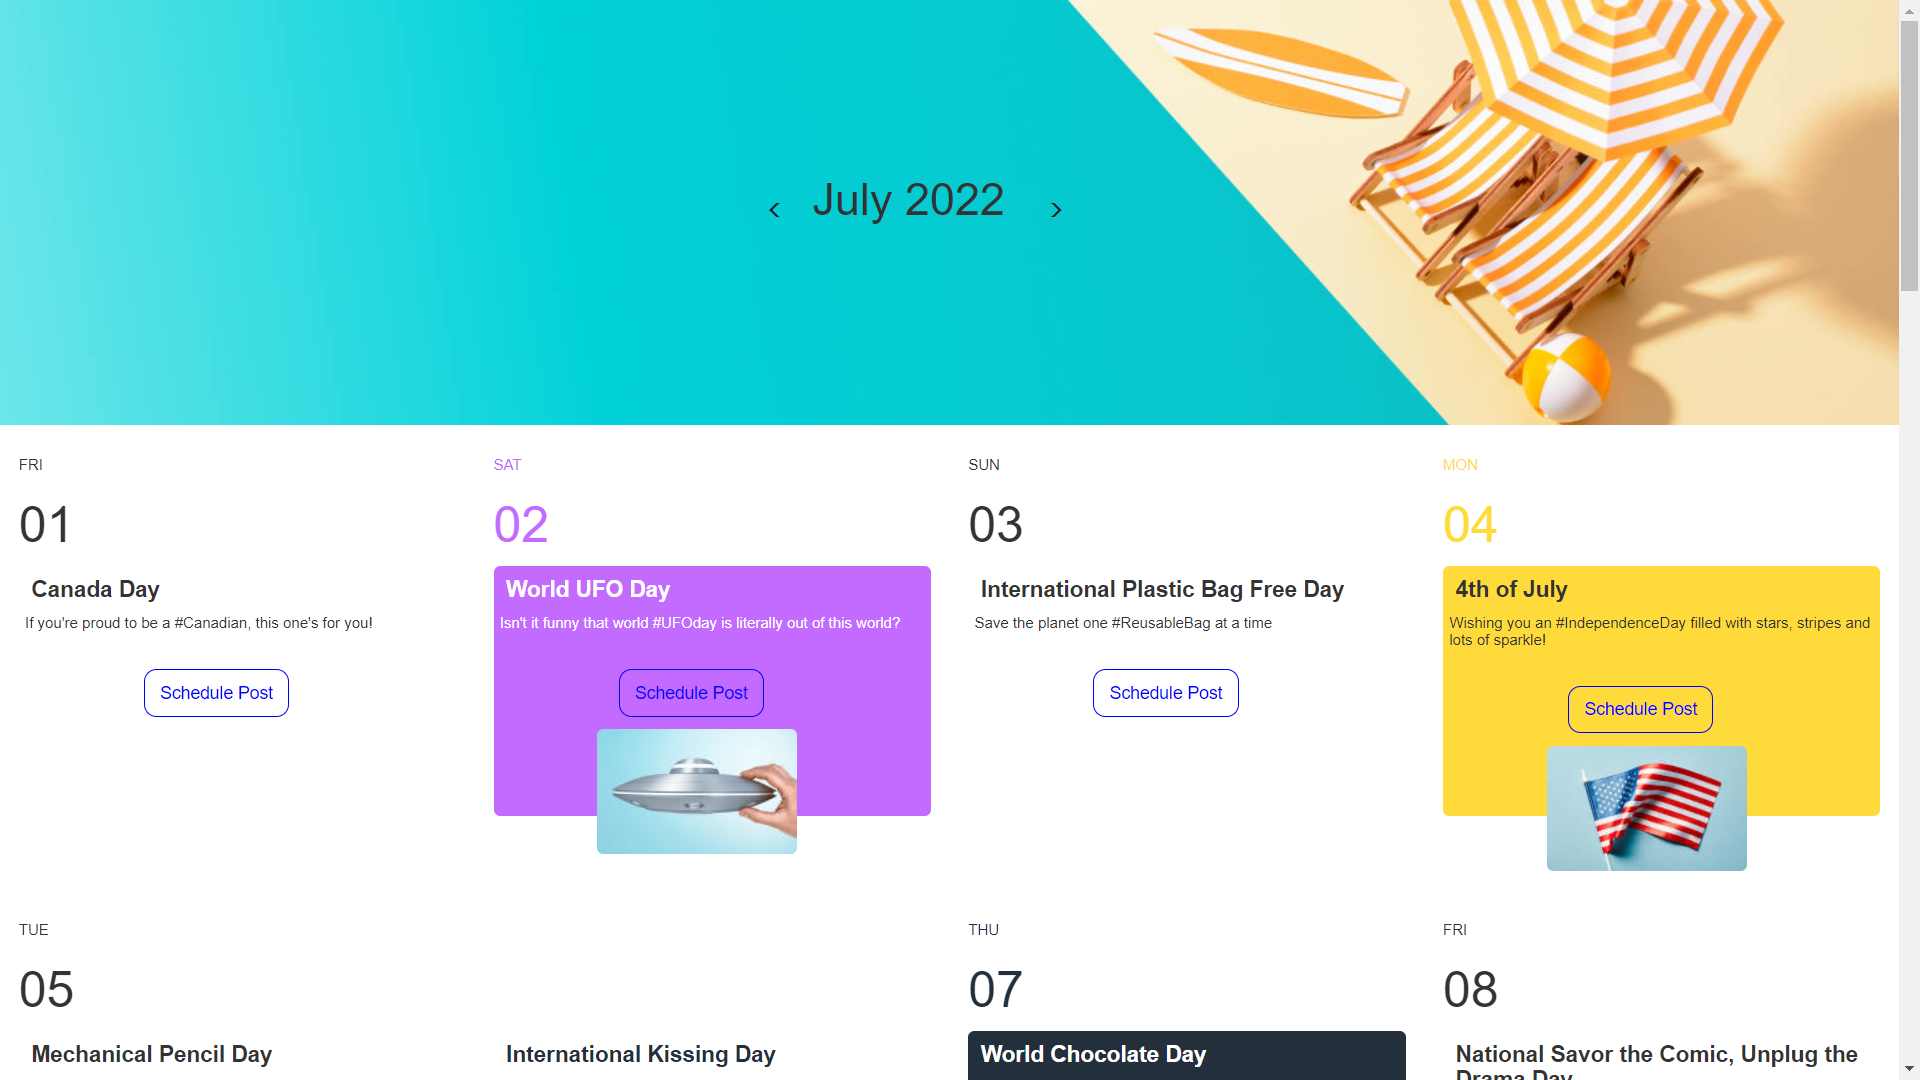 < July 2022 >
FRI
01
Canada Day
If you're proud to be a #Canadian, this one's for you!
Schedule Post
SAT
02
World UFO Day
Isn't it funny that world #UFOday is literally out of this world?
Schedule Post
SUN
03
International Plastic Bag Free Day
Save the planet one #ReusableBag at a time
Schedule Post
MON
04
4th of July
Wishing you an #IndependenceDay filled with stars, stripes and
lots of sparkle!
Schedule Post
TUE
05
Mechanical Pencil Day
International Kissing Day
THU
07
World Chocolate Day
FRI
08
National Savor the Comic, Unplug the
Drama Day